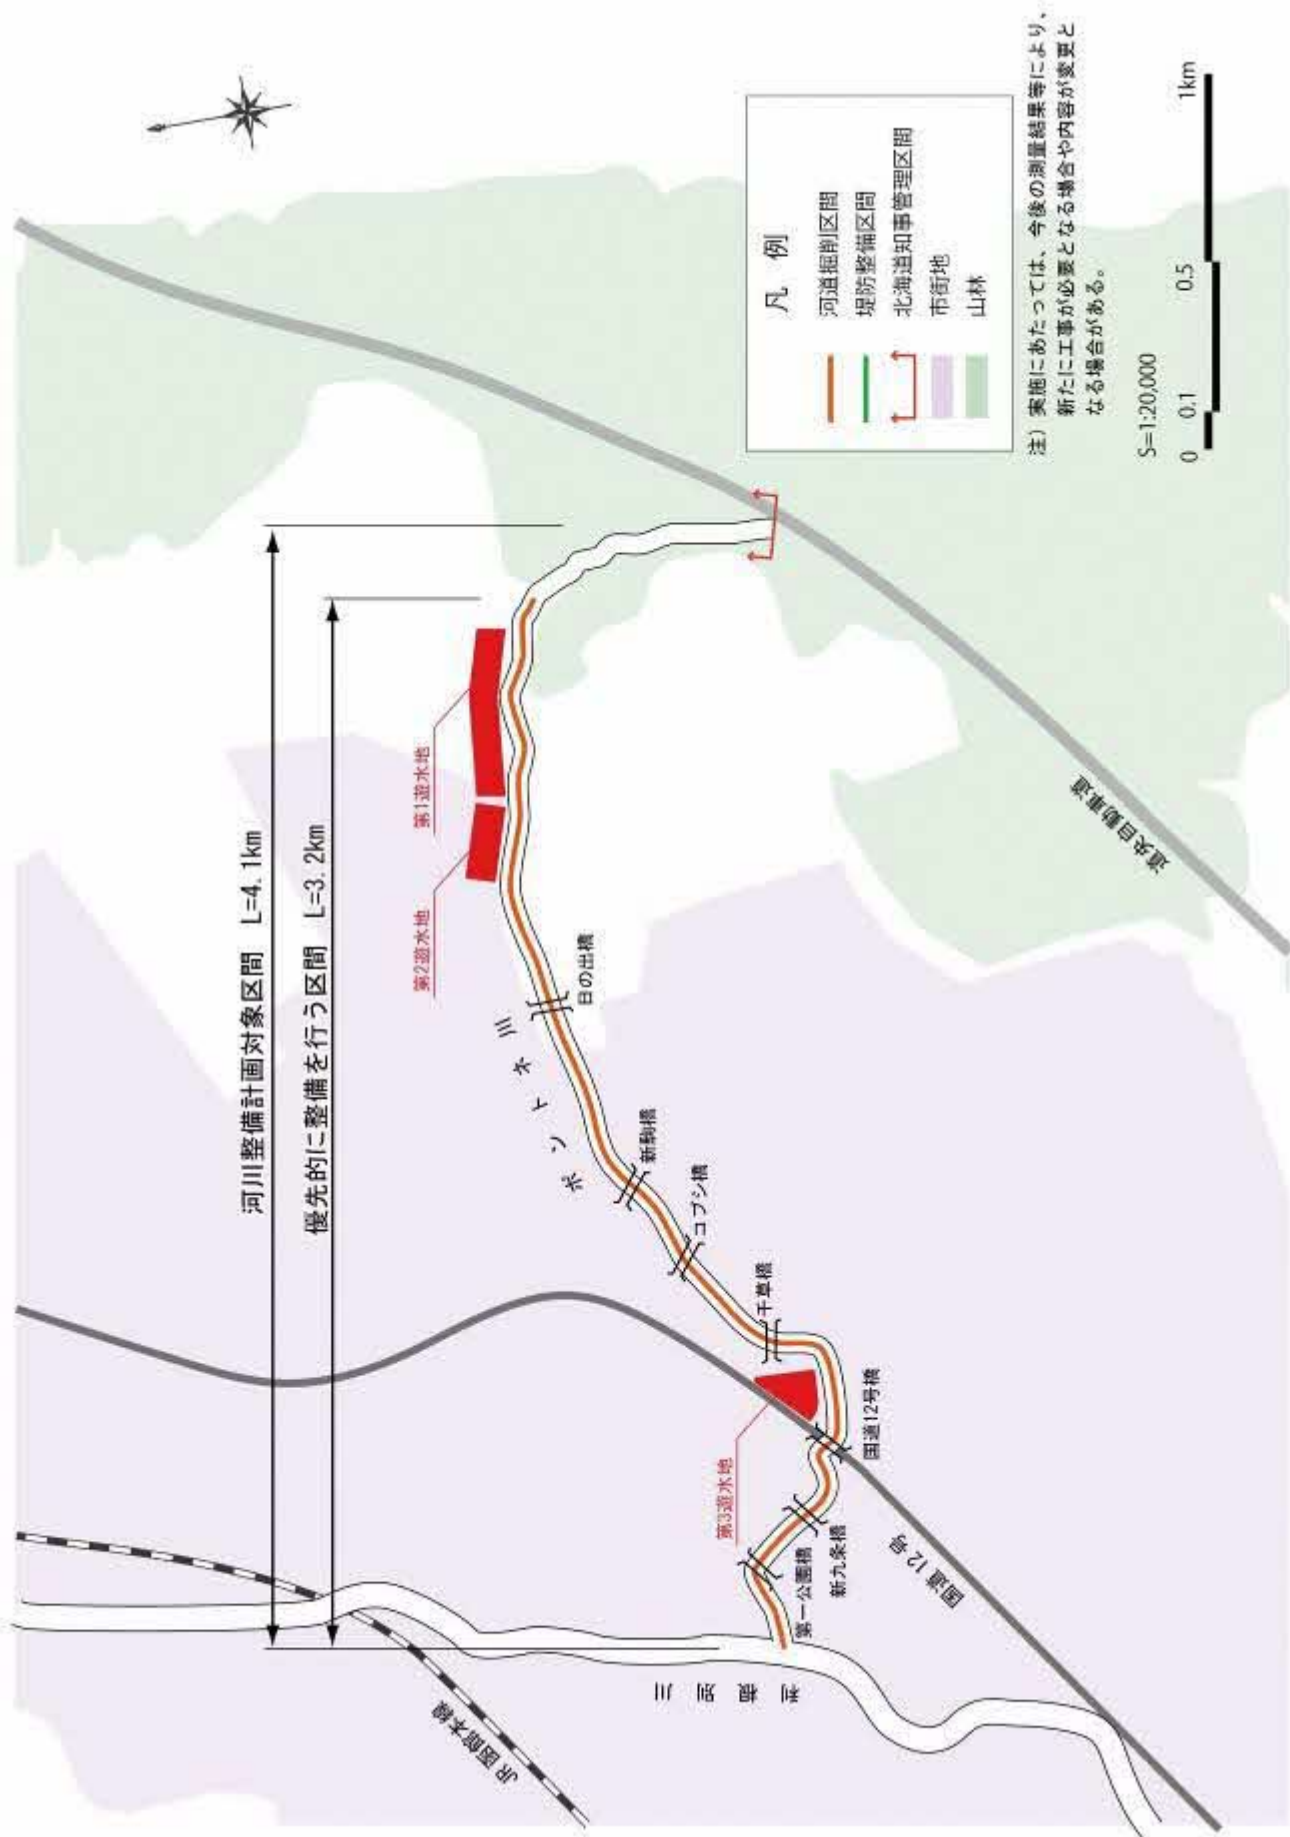 河川整備計画対象区間　L=4.1km
優先的に整備を行う区間　L=3.2km
第1遊水地
第2遊水地
第3遊水地
ポントネ川
日の出橋
新駒橋
コブシ橋
千草橋
国道12号橋
新九条橋
第一公園橋
国道12号
利根別川
JR函館本線
道央自動車道
凡　例
河道掘削区間
堤防整備区間
北海道知事管理区間
市街地
山林
注）実施にあたっては、今後の測量結果等により、
新たに工事が必要となる場合や内容が変更と
なる場合がある。
S=1:20,000
0 0.1 0.5 1km